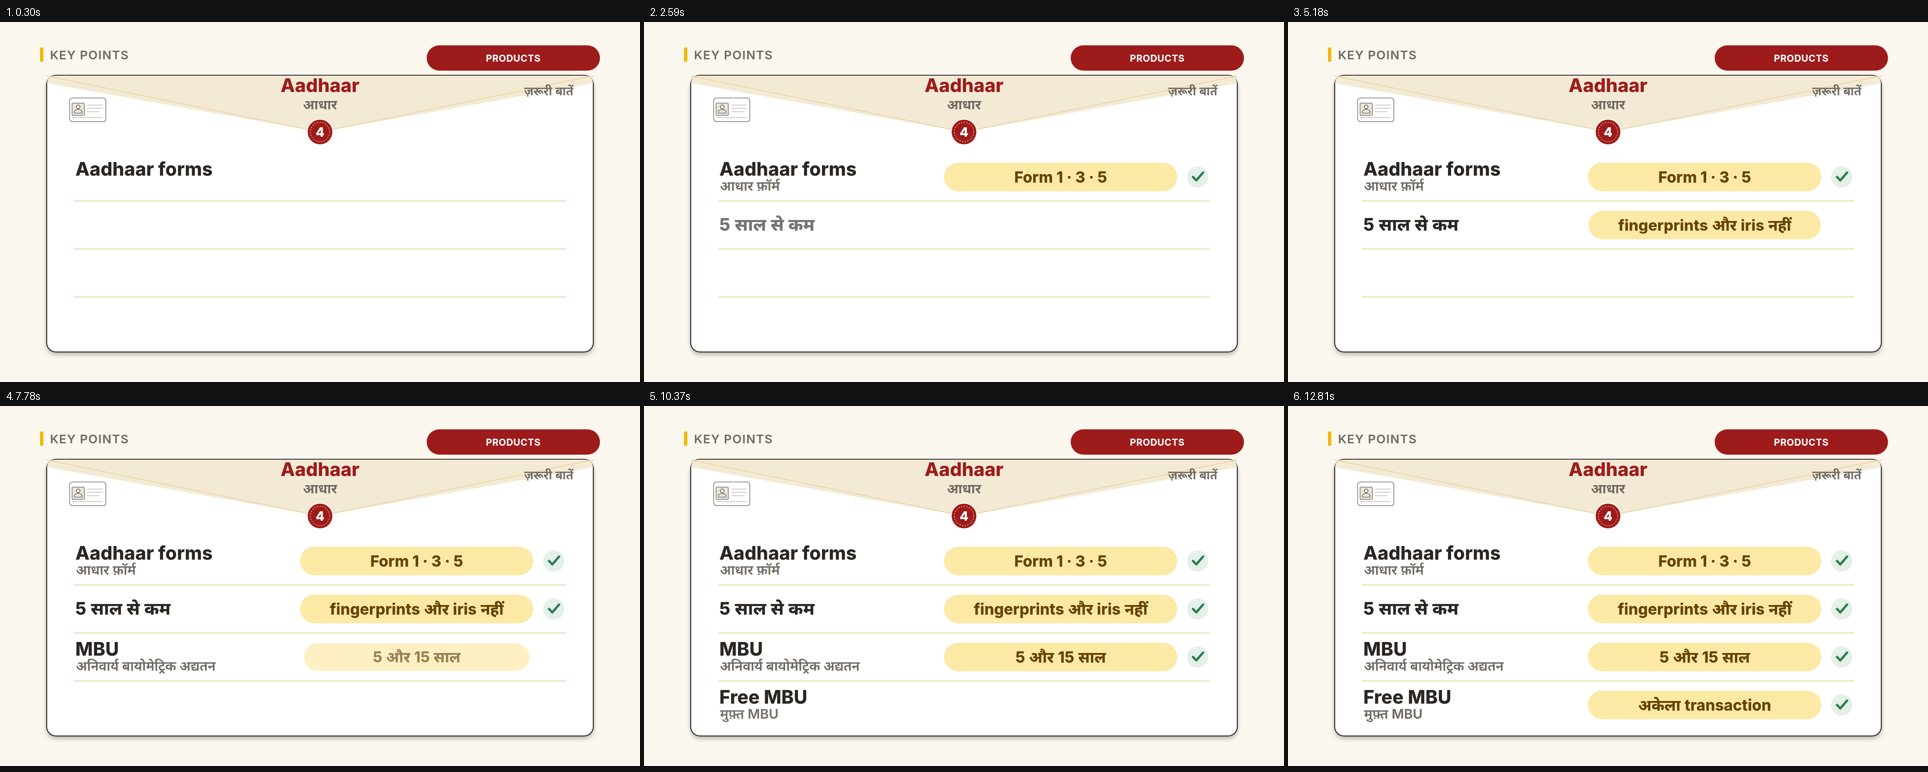 1. 0.30s
KEY POINTS
PRODUCTS
Aadhaar
आधार
ज़रूरी बातें
4
Aadhaar forms
2. 2.59s
KEY POINTS
PRODUCTS
Aadhaar
आधार
ज़रूरी बातें
4
Aadhaar forms
आधार फ़ॉर्म
Form 1 · 3 · 5
5 साल से कम
3. 5.18s
KEY POINTS
PRODUCTS
Aadhaar
आधार
ज़रूरी बातें
4
Aadhaar forms
आधार फ़ॉर्म
Form 1 · 3 · 5
5 साल से कम
fingerprints और iris नहीं
4. 7.78s
KEY POINTS
PRODUCTS
Aadhaar
आधार
ज़रूरी बातें
4
Aadhaar forms
आधार फ़ॉर्म
Form 1 · 3 · 5
5 साल से कम
fingerprints और iris नहीं
MBU
अनिवार्य बायोमेट्रिक अद्यतन
5 और 15 साल
5. 10.37s
KEY POINTS
PRODUCTS
Aadhaar
आधार
ज़रूरी बातें
4
Aadhaar forms
आधार फ़ॉर्म
Form 1 · 3 · 5
5 साल से कम
fingerprints और iris नहीं
MBU
अनिवार्य बायोमेट्रिक अद्यतन
5 और 15 साल
Free MBU
मुफ़्त MBU
6. 12.81s
KEY POINTS
PRODUCTS
Aadhaar
आधार
ज़रूरी बातें
4
Aadhaar forms
आधार फ़ॉर्म
Form 1 · 3 · 5
5 साल से कम
fingerprints और iris नहीं
MBU
अनिवार्य बायोमेट्रिक अद्यतन
5 और 15 साल
Free MBU
मुफ़्त MBU
अकेला transaction